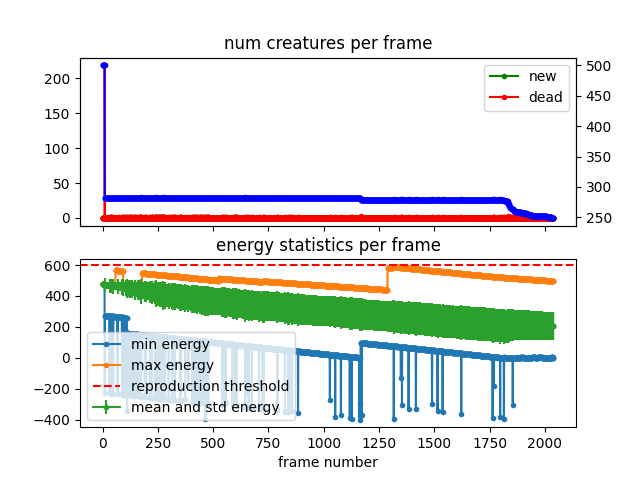 num creatures per frame
new
dead
200
150
100
50
0
500
450
400
350
300
250
energy statistics per frame
600
400
200
0
−200
−400
min energy
max energy
reproduction threshold
mean and std energy
0 250 500 750 1000 1250 1500 1750 2000
frame number